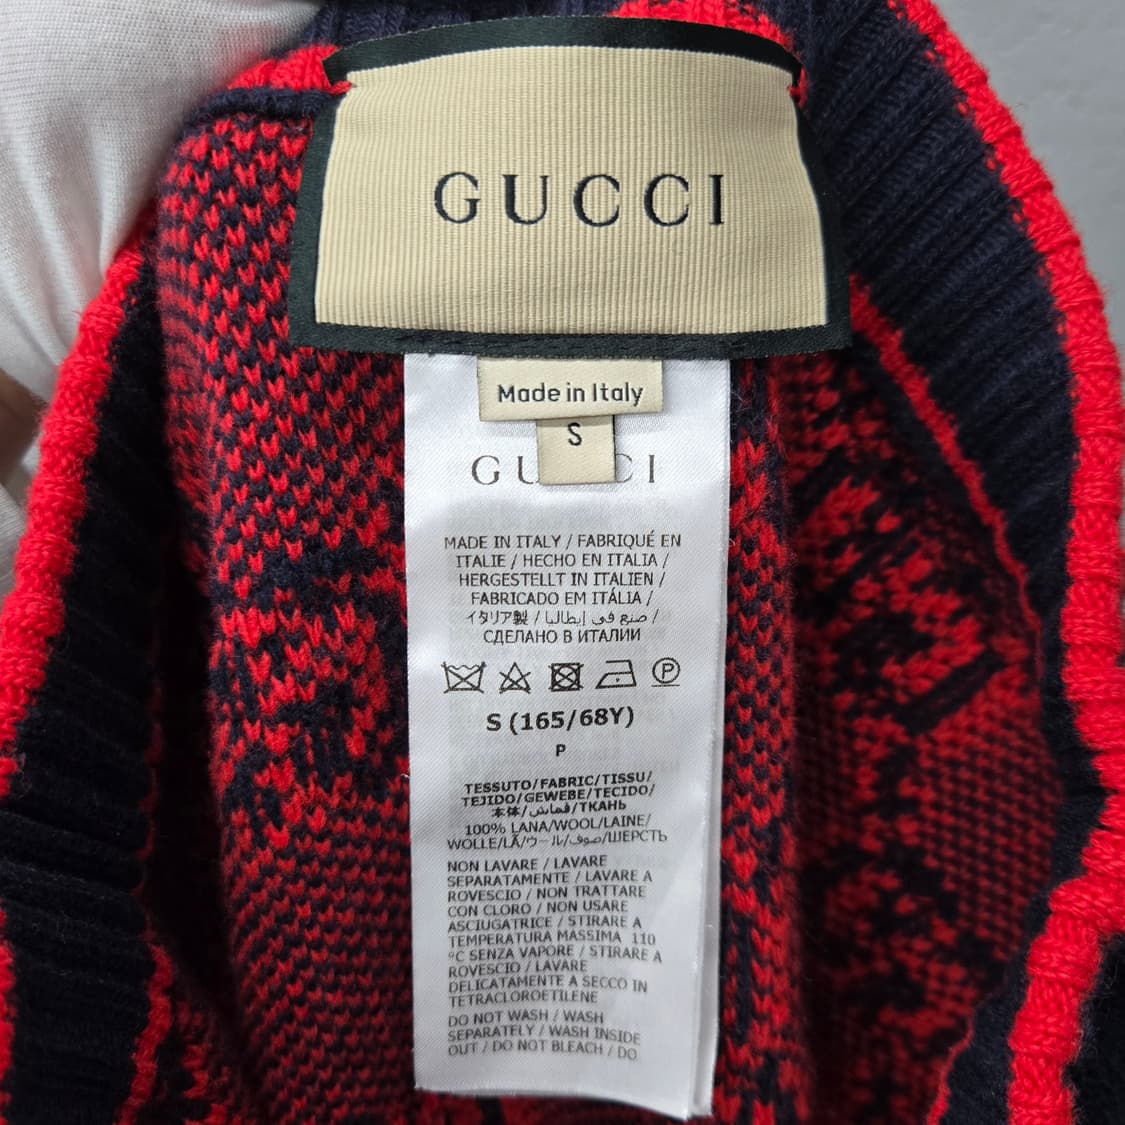 GUCCI
Made in Italy
S
GU CI
MADE IN ITALY / FABRIQUÉ EN
ITALIE / HECHO EN ITALIA /
HERGESTELLT IN ITALIEN /
FABRICADO EM ITÁLIA /
イタリア製 / صنع في إيطاليا /
СДЕЛАНО В ИТАЛИИ
P
S (165/68Y)
P
TESSUTO/FABRIC/TISSU/
TEJIDO/GEWEBE/TECIDO/
本体/قماش/ТКАНЬ
100% LANA/WOOL/LAINE/
WOLLE/LÃ/ウール/صوف/ШЕРСТЬ
NON LAVARE / LAVARE
SEPARATAMENTE / LAVARE A
ROVESCIO / NON TRATTARE
CON CLORO / NON USARE
ASCIUGATRICE / STIRARE A
TEMPERATURA MASSIMA 110
°C SENZA VAPORE / STIRARE A
ROVESCIO / LAVARE
DELICATAMENTE A SECCO IN
TETRACLOROETILENE
DO NOT WASH / WASH
SEPARATELY / WASH INSIDE
OUT / DO NOT BLEACH / DO